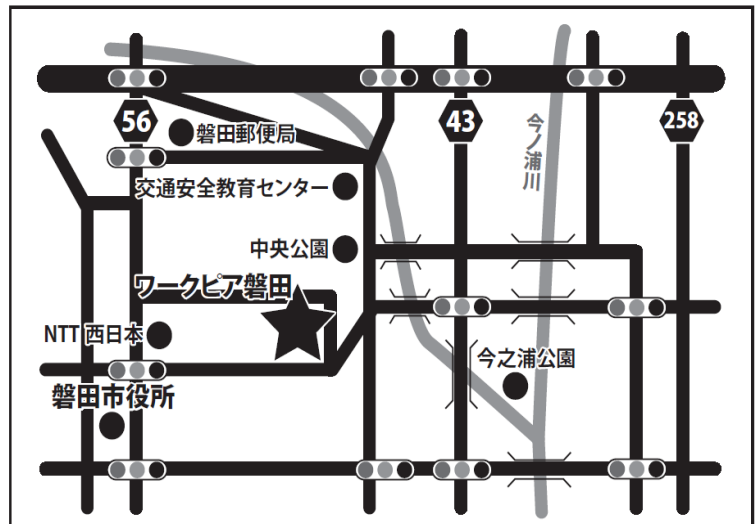 56
43
258
磐田郵便局
今ノ浦川
交通安全教育センター
中央公園
ワークピア磐田
NTT 西日本
今之浦公園
磐田市役所